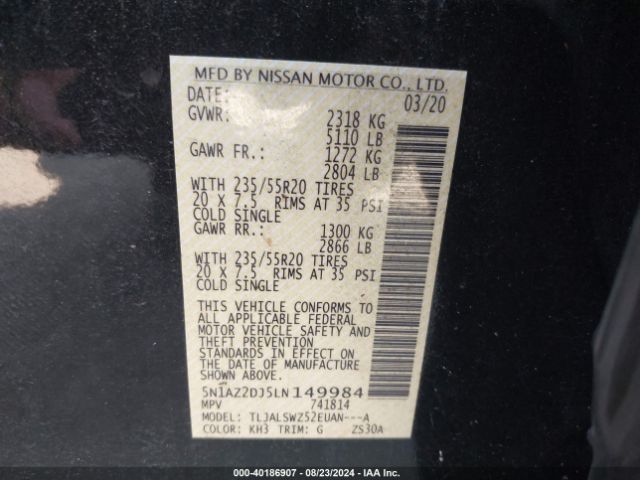 MFD BY NISSAN MOTOR CO., LTD.
DATE: 03/20
GVWR: 2318 KG
5110 LB
GAWR FR.: 1272 KG
2804 LB
WITH 235/55R20 TIRES
20 X 7.5 RIMS AT 35 PSI
COLD SINGLE
GAWR RR.: 1300 KG
2866 LB
WITH 235/55R20 TIRES
20 X 7.5 RIMS AT 35 PSI
COLD SINGLE
THIS VEHICLE CONFORMS TO
ALL APPLICABLE FEDERAL
MOTOR VEHICLE SAFETY AND
THEFT PREVENTION
STANDARDS IN EFFECT ON
THE DATE OF MANUFACTURE
SHOWN ABOVE.
5N1AZ2DJ5LN149984
MPV 741814
MODEL: TLJALSWZ52EUAN---A
COLOR: KH3 TRIM: G ZS30A
000-40186907 - 08/23/2024 - IAA Inc.